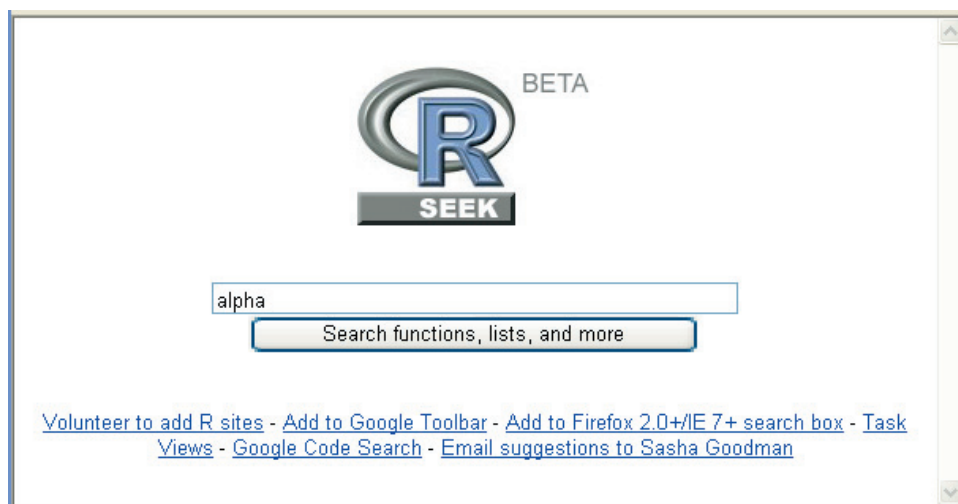 BETA
R
SEEK
alpha
Search functions, lists, and more
Volunteer to add R sites - Add to Google Toolbar - Add to Firefox 2.0+/IE 7+ search box - Task
Views - Google Code Search - Email suggestions to Sasha Goodman